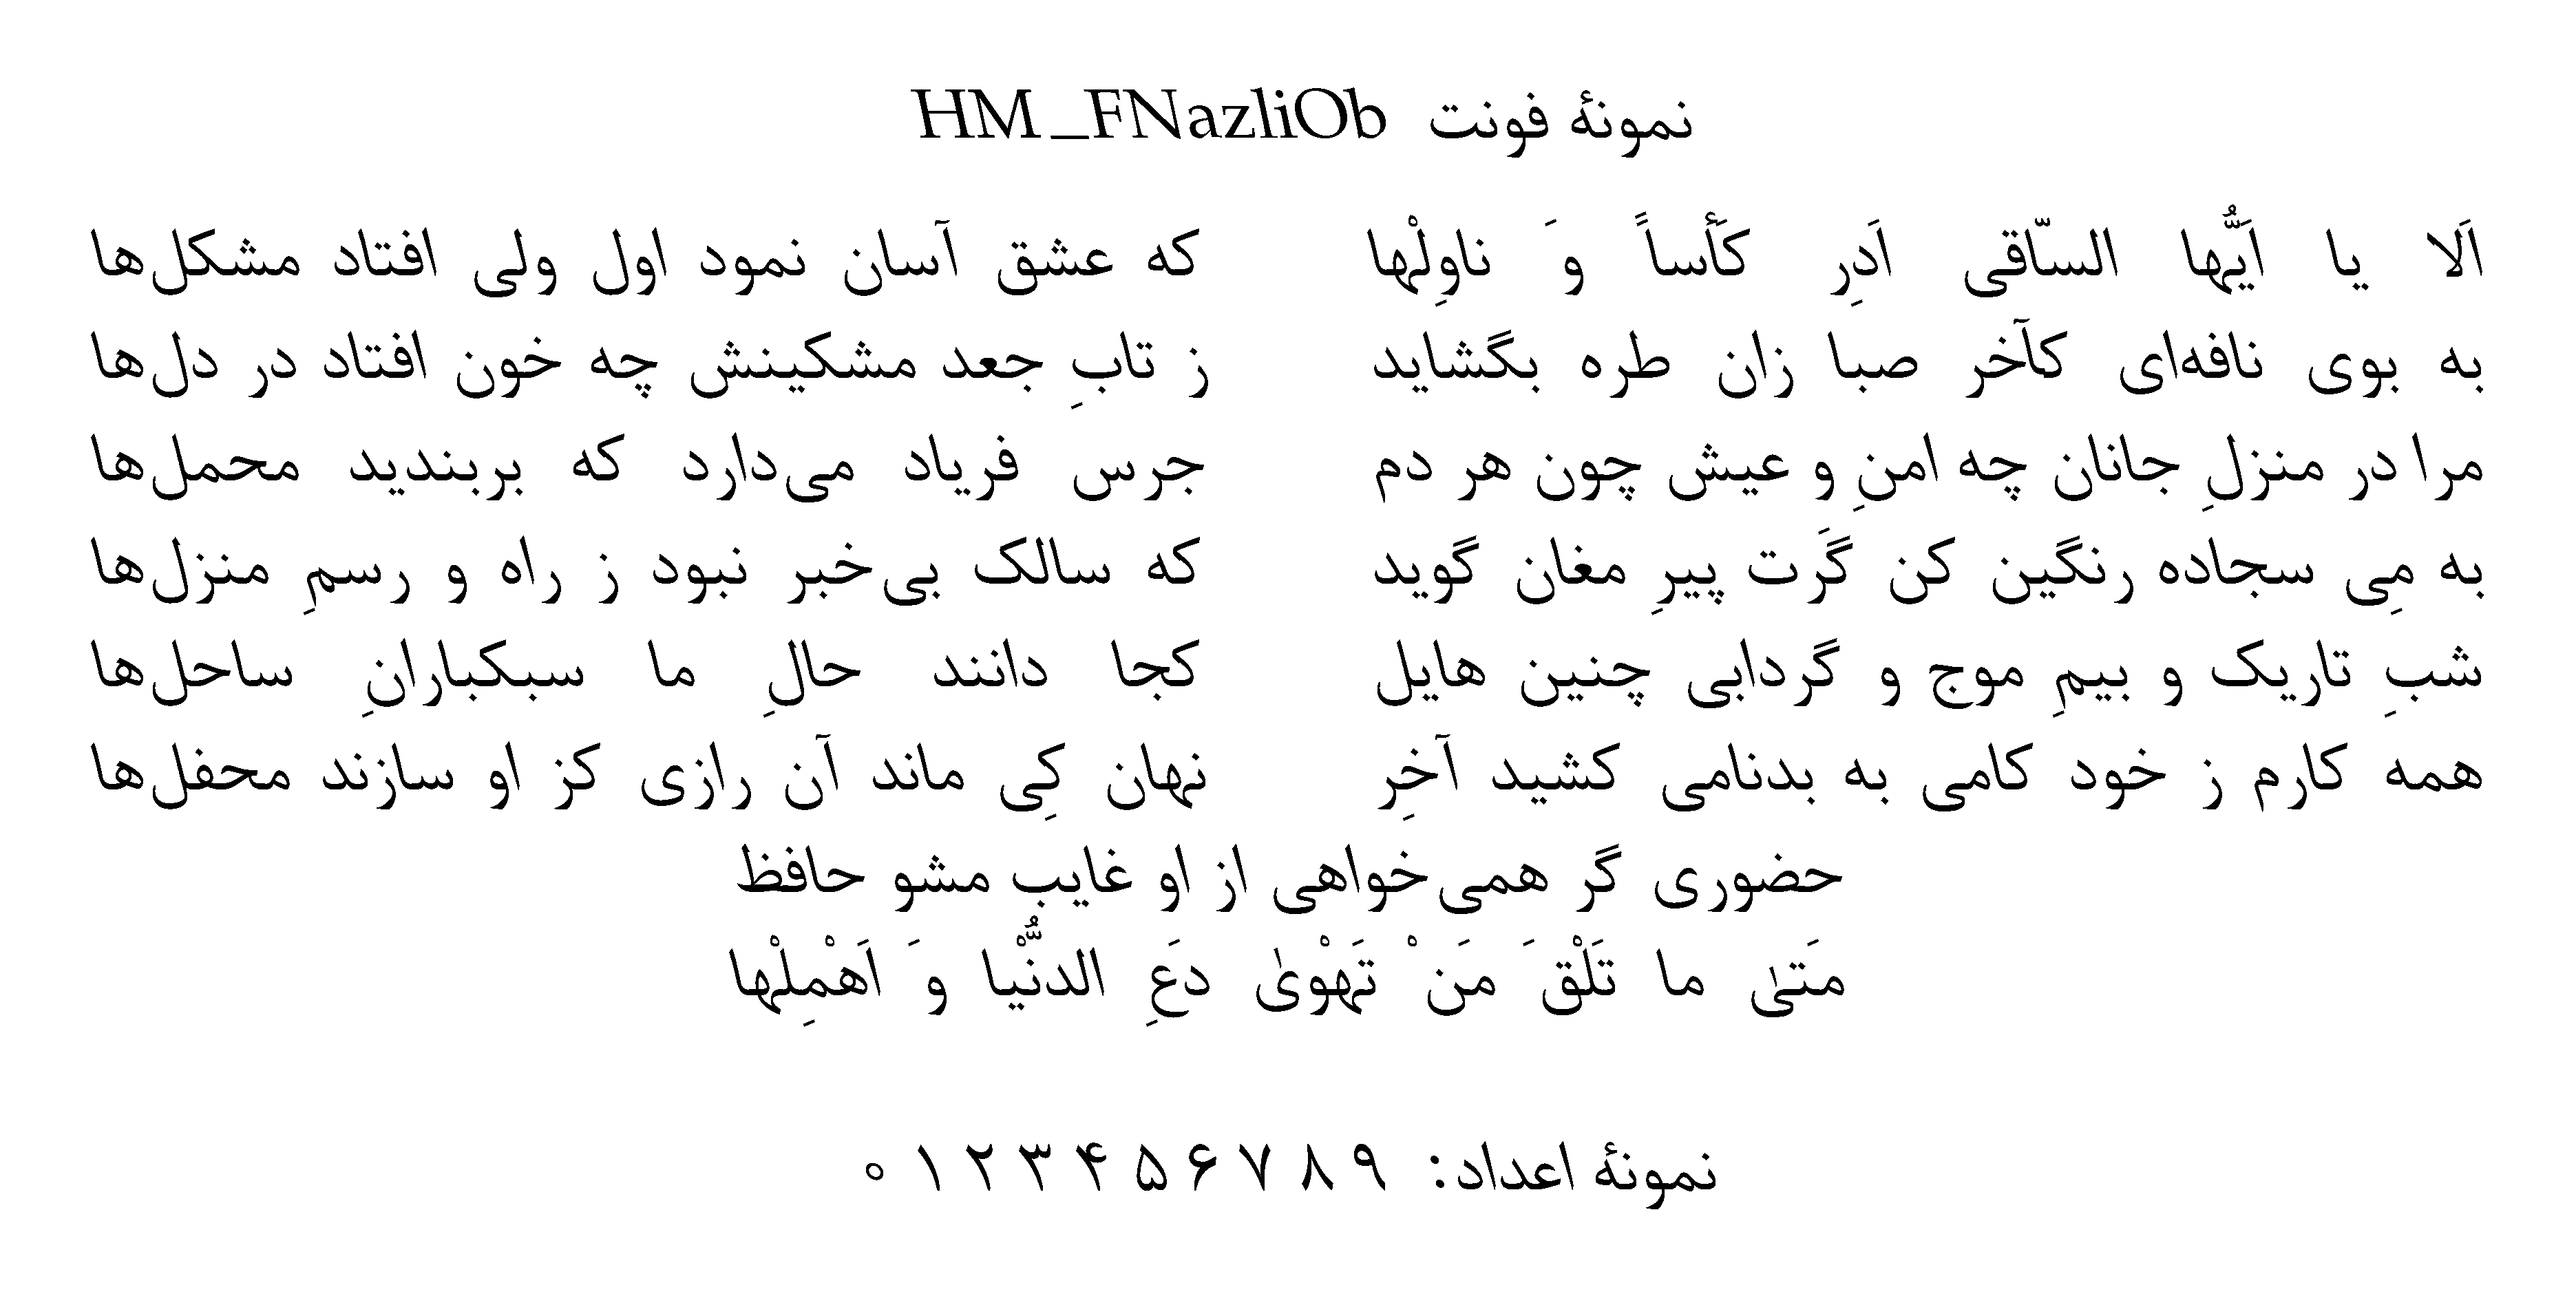 نمونهٔ فونت HM_FNazliOb
اَلا یا اَیُّها السّاقی اَدَرِ کَأساً وَ ناوِلْها که عشق آسان نمود اول ولی افتاد مشکل‌ها
به بوی نافه‌ای کآخر صبا زان طره بگشاید ز تابِ جعد مشکینش چه خون افتاد در دل‌ها
مرا در منزلِ جانان چه امنِ و عیش چون هر دم جرس فریاد می‌دارد که بربندید محمل‌ها
به مِی سجاده رنگین کن گَرَت پیرِ مغان گوید که سالک بی‌خبر نبود ز راه و رسمِ منزل‌ها
شبِ تاریک و بیمِ موج و گردابی چنین هایل کجا دانند حالِ ما سبکبارانِ ساحل‌ها
همه کارم ز خود کامی به بدنامی کشید آخِر نهان کِی ماند آن رازی کز او سازند محفل‌ها
حضوری گر همی‌خواهی از او غایب مشو حافظ
مَتیٰ ما تَلْقَ مَنْ تَهْویٰ دَعِ الدنُّیْا وَ اَهْمِلْها
نمونهٔ اعداد: ۰ ۱ ۲ ۳ ۴ ۵ ۶ ۷ ۸ ۹